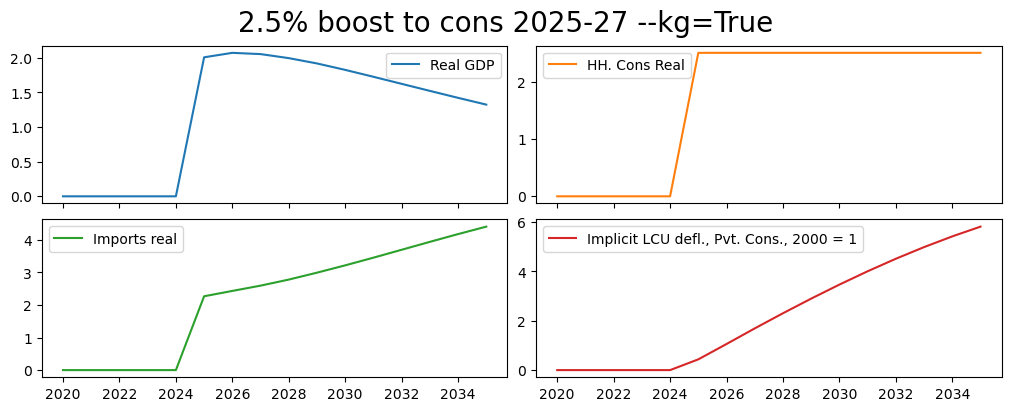 2.5% boost to cons 2025-27 --kg=True
2.0
1.5
1.0
0.5
0.0
Real GDP
2
1
0
HH. Cons Real
4
3
2
1
0
Imports real
2020 2022 2024 2026 2028 2030 2032 2034
6
4
2
0
Implicit LCU defl., Pvt. Cons., 2000 = 1
2020 2022 2024 2026 2028 2030 2032 2034